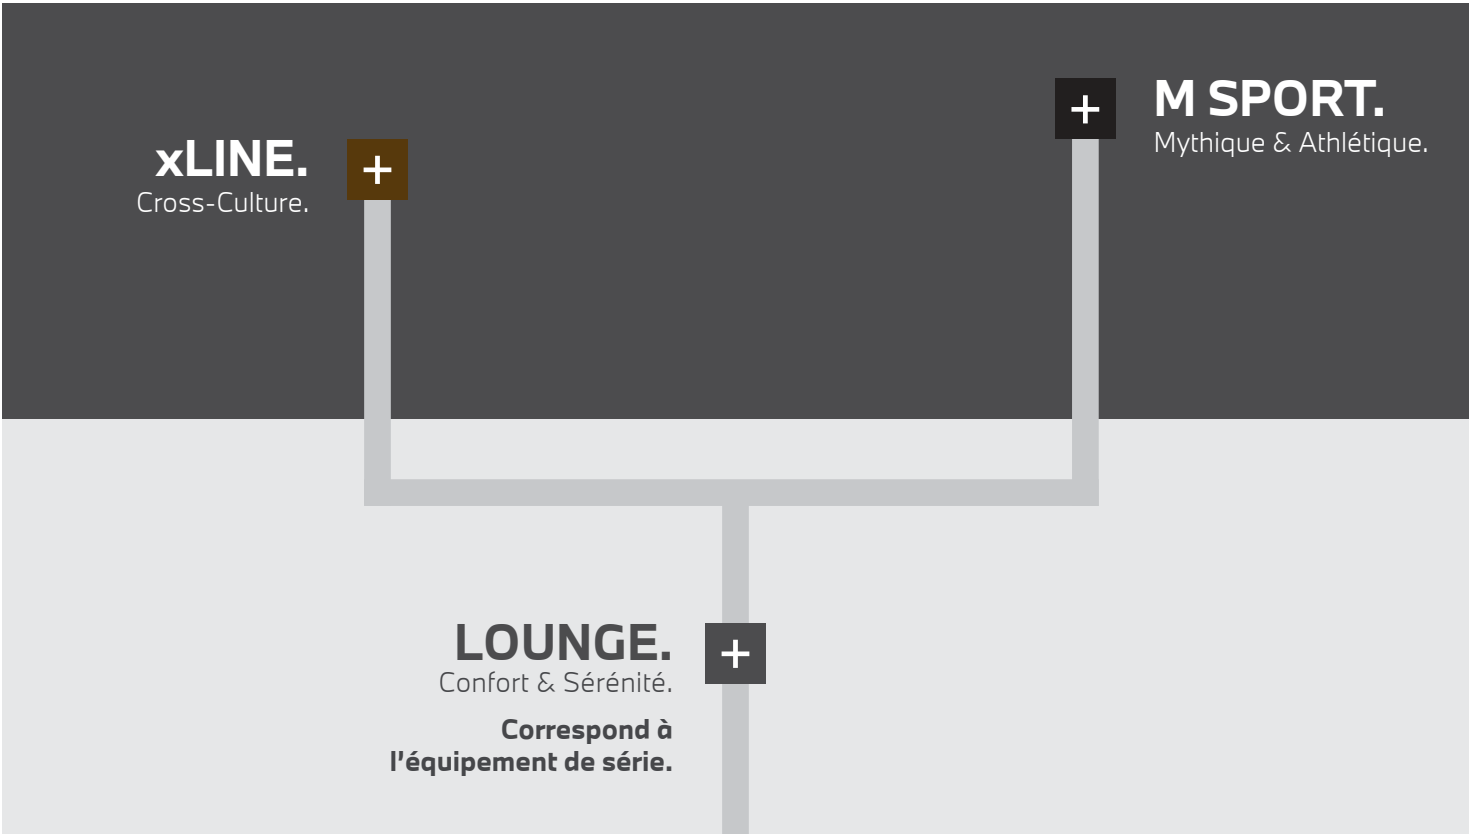 M SPORT.
Mythique & Athlétique.
xLINE.
Cross-Culture.
LOUNGE.
Confort & Sérénité.
Correspond à
l’équipement de série.